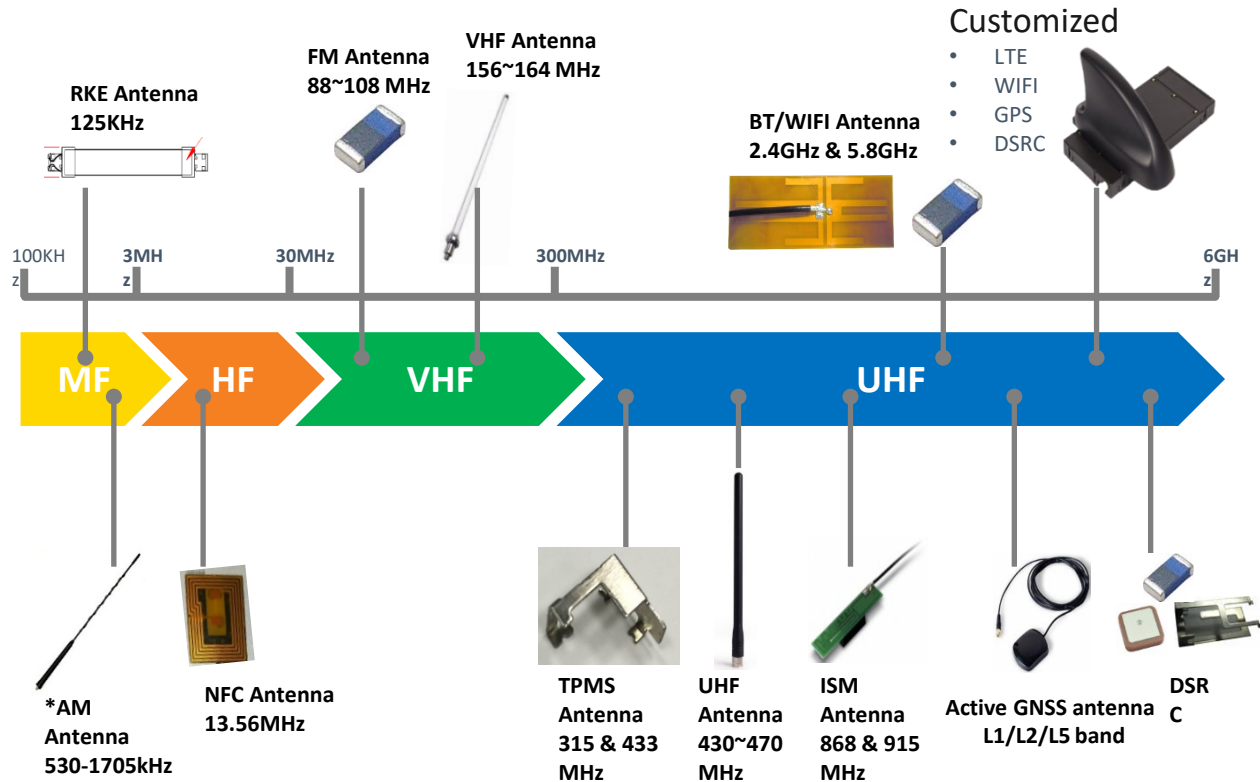 Customized
• LTE
• WIFI
• GPS
• DSRC
VHF Antenna
156~164 MHz
FM Antenna
88~108 MHz
RKE Antenna
125KHz
BT/WIFI Antenna
2.4GHz & 5.8GHz
100KH
z
3MH
z
30MHz
300MHz
6GH
z
MF
HF
VHF
UHF
*AM
Antenna
530-1705kHz
NFC Antenna
13.56MHz
TPMS
Antenna
315 & 433
MHz
UHF
Antenna
430~470
MHz
ISM
Antenna
868 & 915
MHz
Active GNSS antenna
L1/L2/L5 band
DSR
C